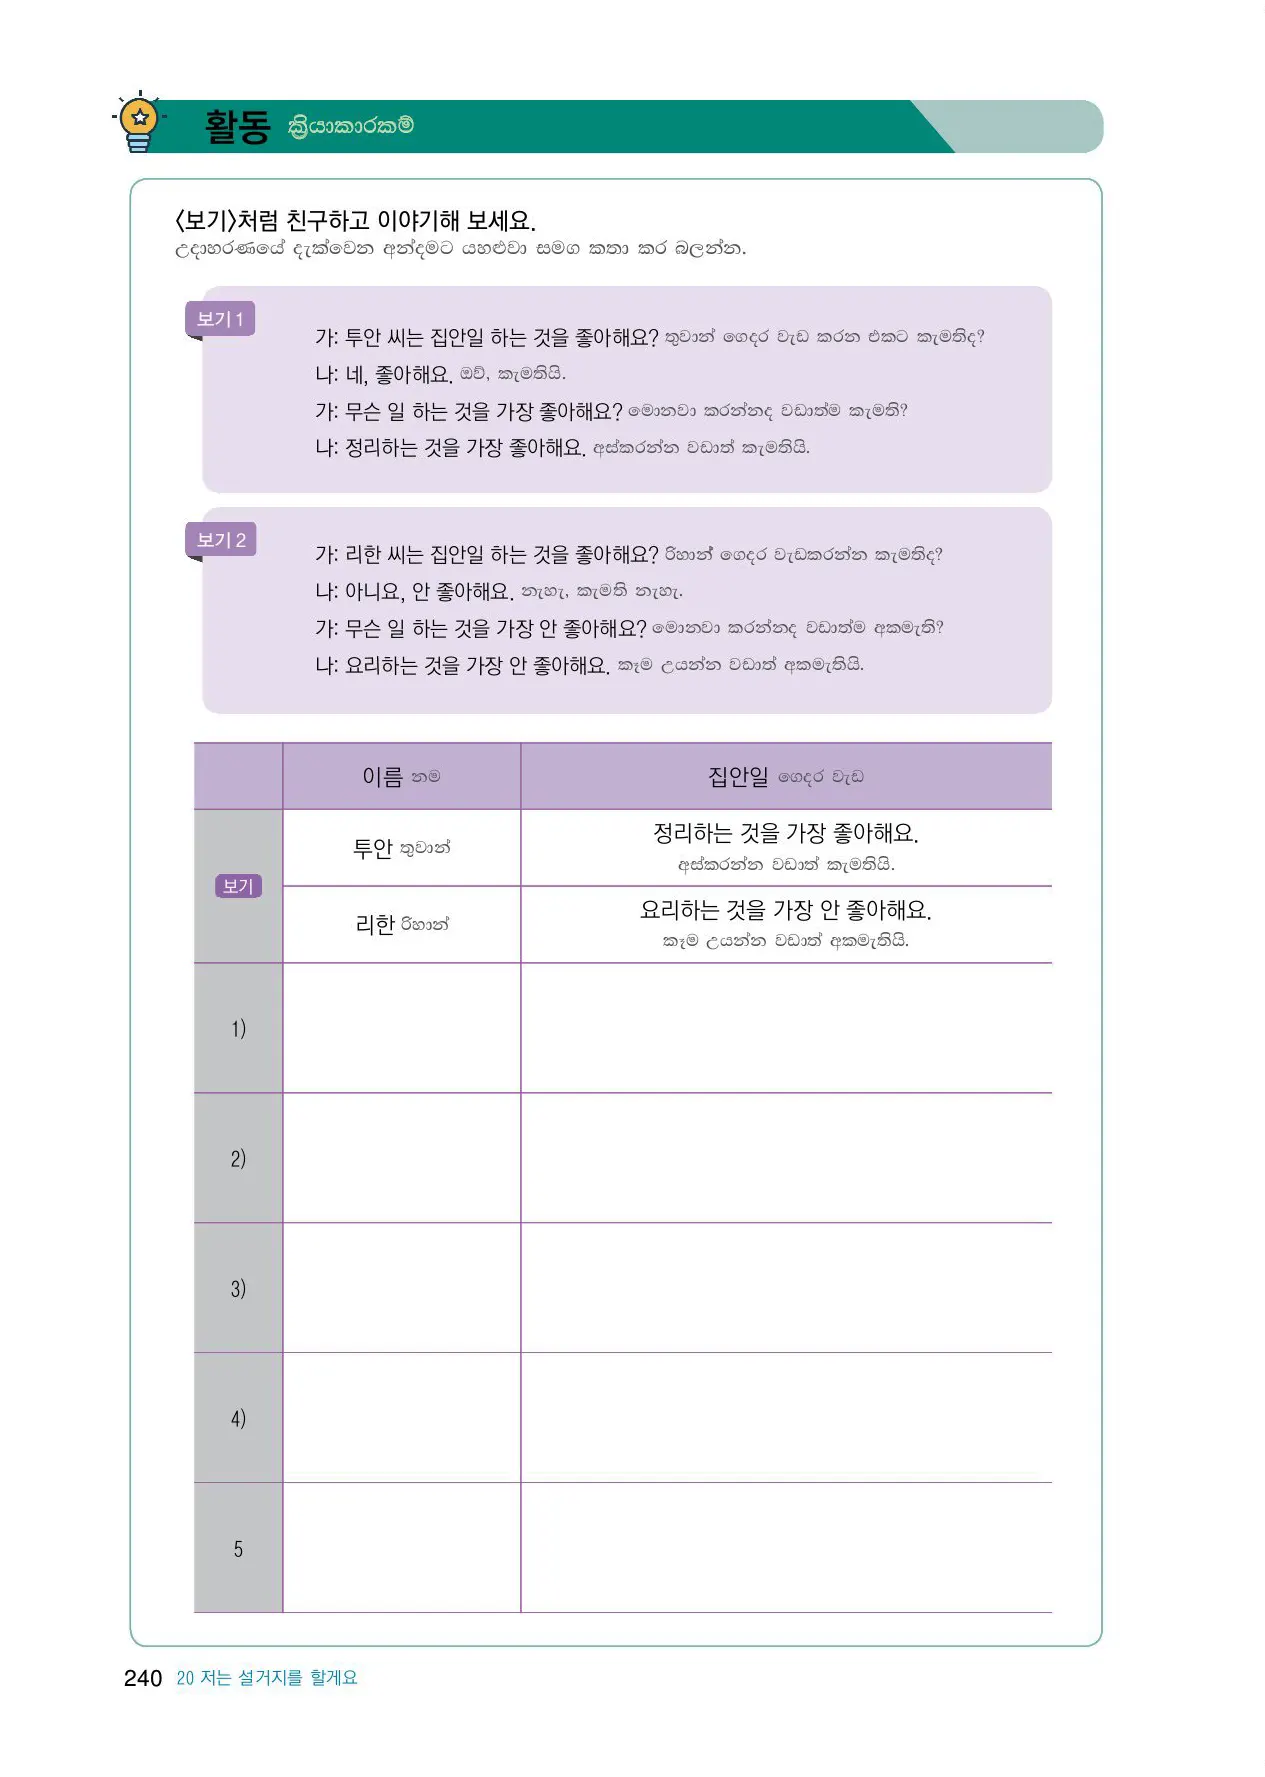 활동 ක්‍රියාකාරකම්
〈보기〉처럼 친구하고 이야기해 보세요.
උදාහරණයේ දැක්වෙන අන්දමට යහළුවා සමග කතා කර බලන්න.
보기 1
가: 투안 씨는 집안일 하는 것을 좋아해요? තුවාන් ගෙදර වැඩ කරන එකට කැමතිද?
나: 네, 좋아해요. ඔව්, කැමතියි.
가: 무슨 일 하는 것을 가장 좋아해요? මොනවා කරන්නද වඩාත්ම කැමති?
나: 정리하는 것을 가장 좋아해요. අස්කරන්න වඩාත් කැමතියි.
보기 2
가: 리한 씨는 집안일 하는 것을 좋아해요? රිහාන් ගෙදර වැඩකරන්න කැමතිද?
나: 아니요, 안 좋아해요. නැහැ, කැමති නැහැ.
가: 무슨 일 하는 것을 가장 안 좋아해요? මොනවා කරන්නද වඩාත්ම අකමැති?
나: 요리하는 것을 가장 안 좋아해요. කෑම උයන්න වඩාත් අකමැතියි.
이름 නම 집안일 ගෙදර වැඩ
보기
투안 තුවාන් 정리하는 것을 가장 좋아해요.
අස්කරන්න වඩාත් කැමතියි.
리한 රිහාන් 요리하는 것을 가장 안 좋아해요.
කෑම උයන්න වඩාත් අකමැතියි.
1)
2)
3)
4)
5
240 20 저는 설거지를 할게요